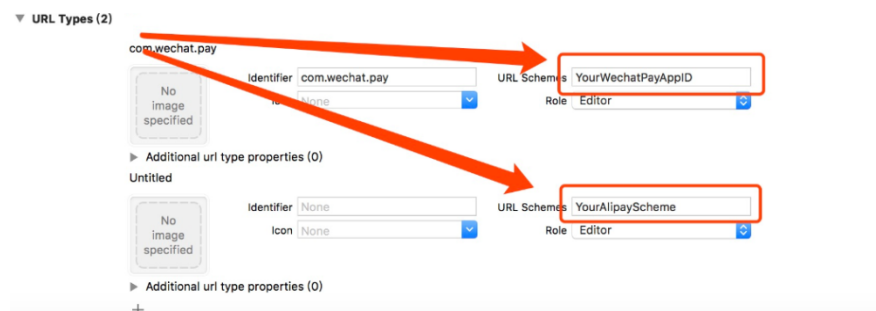 ▼ URL Types (2)
com.wechat.pay
No image specified
Identifier com.wechat.pay URL Schemes YourWechatPayAppID
None Role Editor
▶ Additional url type properties (0)
Untitled
No image specified
Identifier None URL Schemes YourAlipayScheme
Icon None Role Editor
▶ Additional url type properties (0)
+